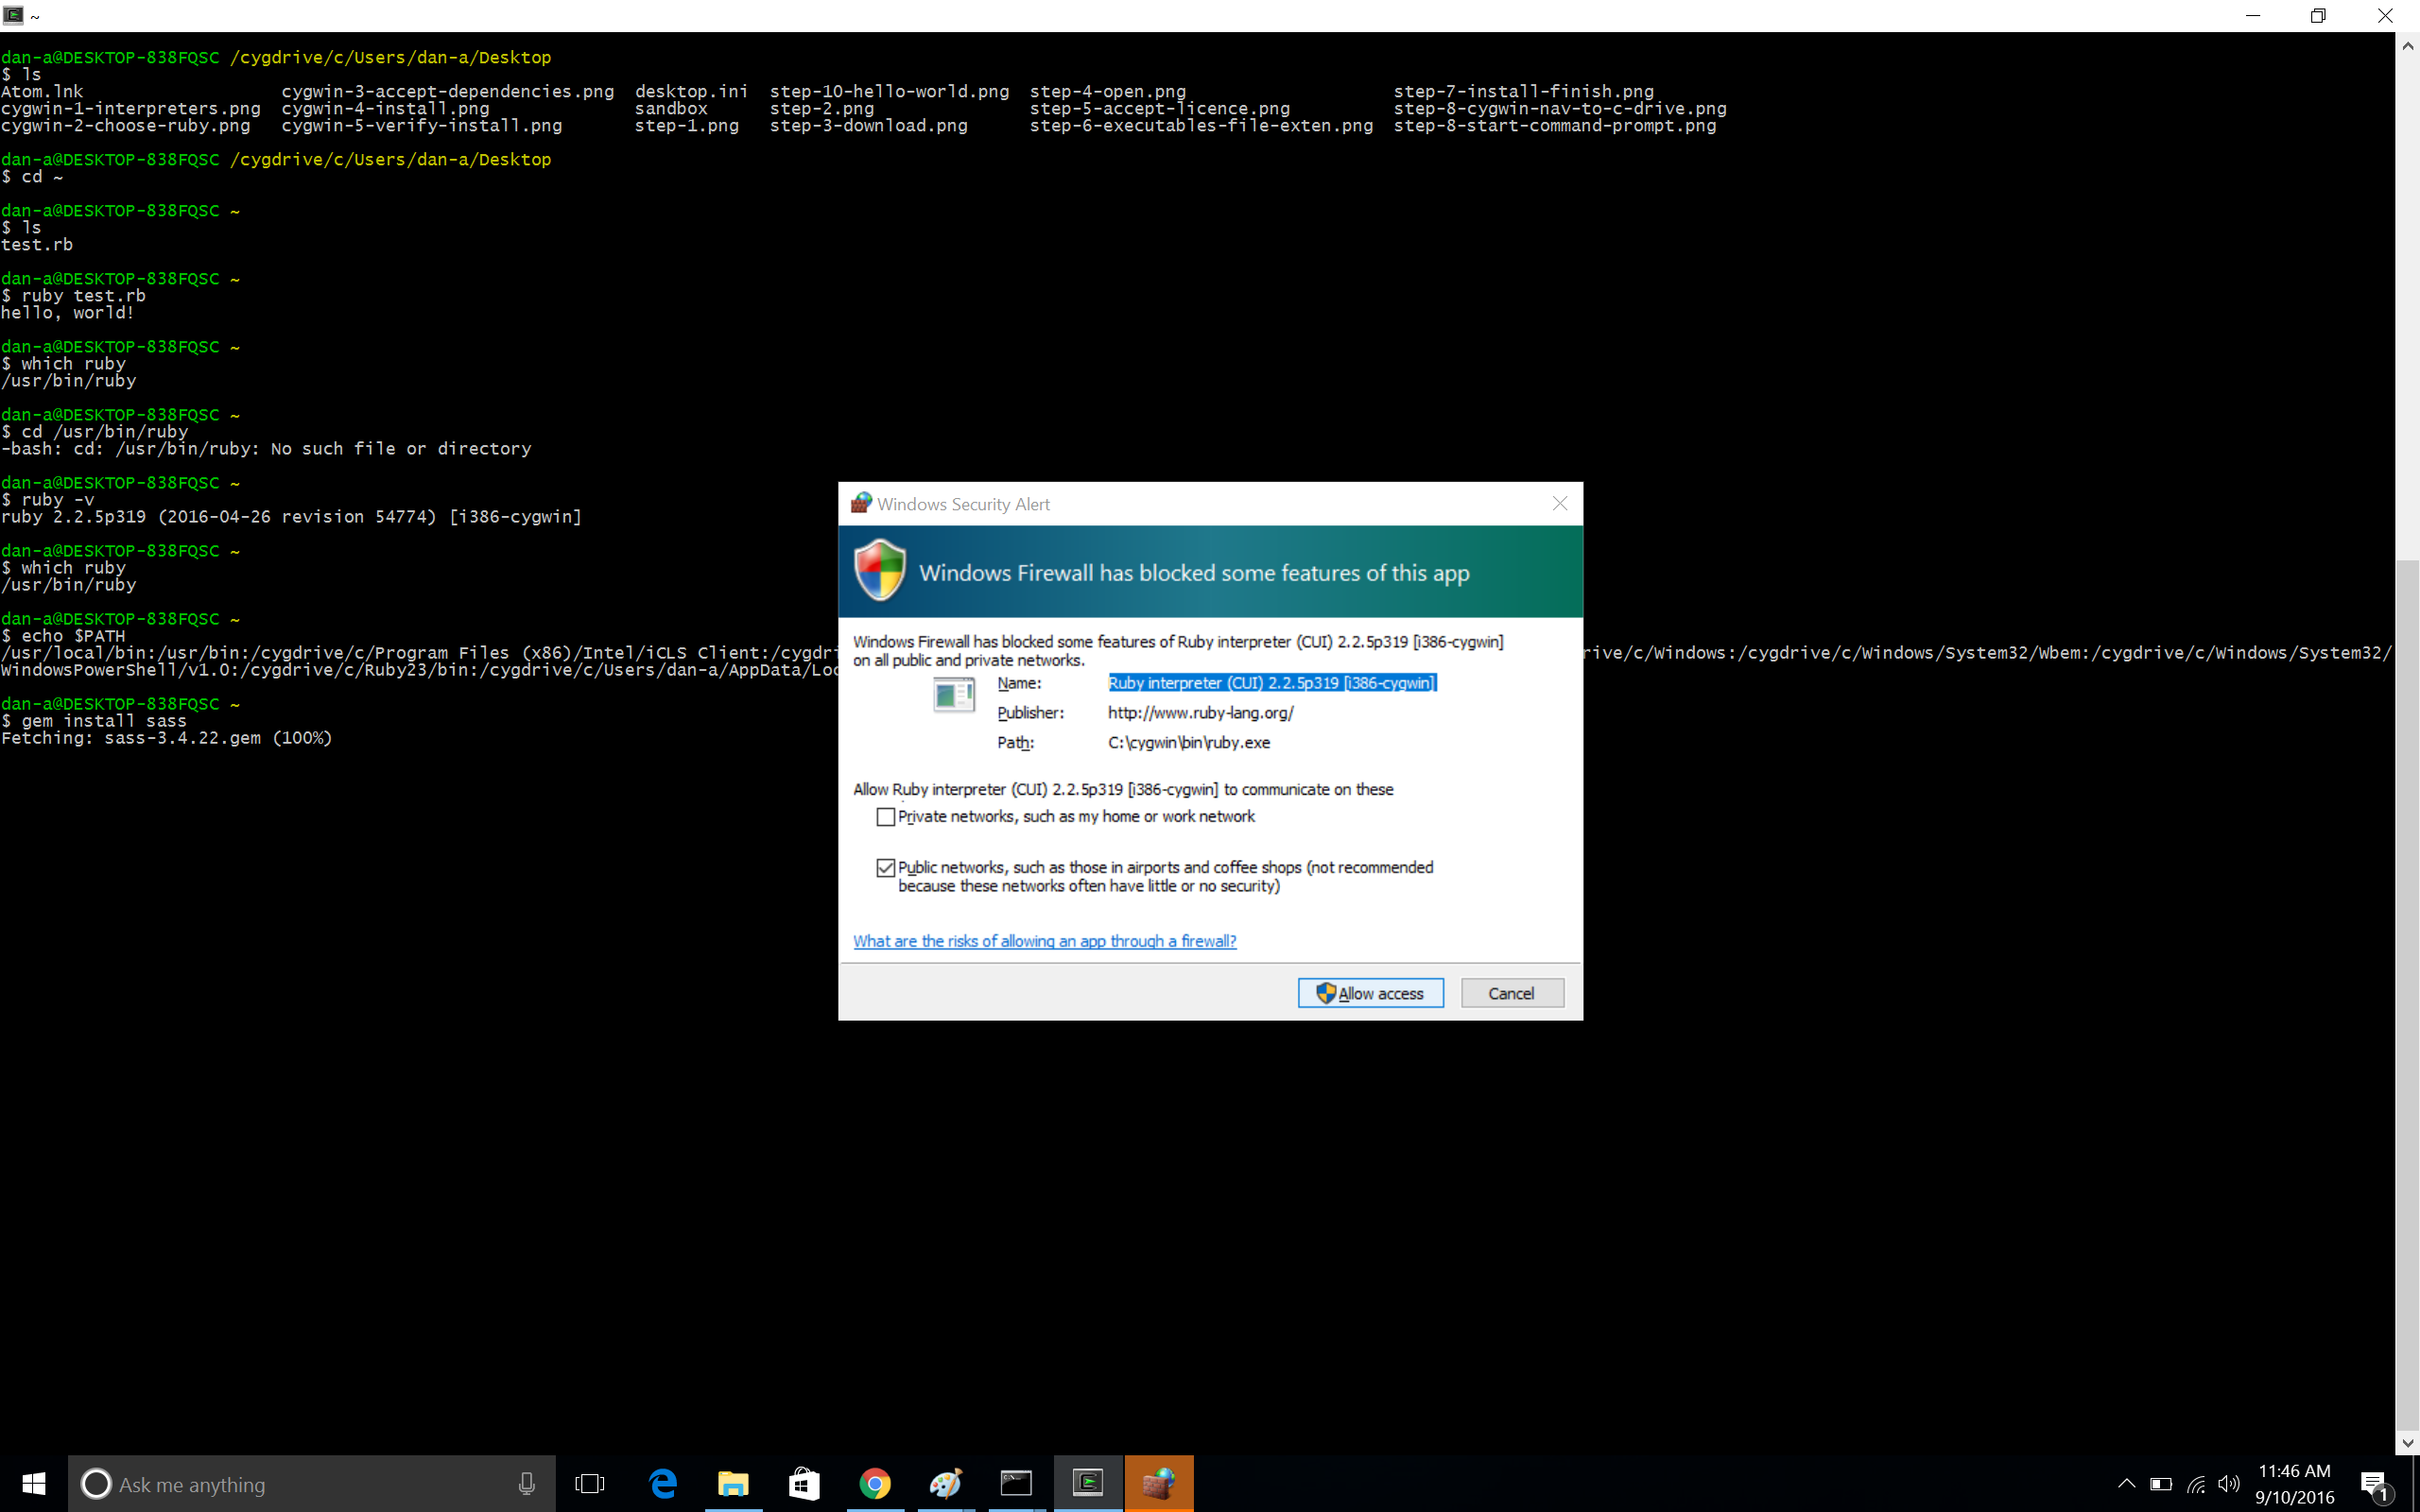 ~
dan-a@DESKTOP-838FQSC /cygdrive/c/Users/dan-a/Desktop
$ ls
Atom.lnk cygwin-3-accept-dependencies.png desktop.ini step-10-hello-world.png step-4-open.png step-7-install-finish.png
cygwin-1-interpreters.png cygwin-4-install.png sandbox step-2.png step-5-accept-licence.png step-8-cygwin-nav-to-c-drive.png
cygwin-2-choose-ruby.png cygwin-5-verify-install.png step-1.png step-3-download.png step-6-executables-file-exten.png step-8-start-command-prompt.png
dan-a@DESKTOP-838FQSC /cygdrive/c/Users/dan-a/Desktop
$ cd ~
dan-a@DESKTOP-838FQSC ~
$ ls
test.rb
dan-a@DESKTOP-838FQSC ~
$ ruby test.rb
hello, world!
dan-a@DESKTOP-838FQSC ~
$ which ruby
/usr/bin/ruby
dan-a@DESKTOP-838FQSC ~
$ cd /usr/bin/ruby
-bash: cd: /usr/bin/ruby: No such file or directory
dan-a@DESKTOP-838FQSC ~
$ ruby -v
ruby 2.2.5p319 (2016-04-26 revision 54774) [i386-cygwin]
dan-a@DESKTOP-838FQSC ~
$ which ruby
/usr/bin/ruby
dan-a@DESKTOP-838FQSC ~
$ echo $PATH
/usr/local/bin:/usr/bin:/cygdrive/c/Program Files (x86)/Intel/iCLS Client:/cygdri rive/c/Windows:/cygdrive/c/Windows/System32/Wbem:/cygdrive/c/Windows/System32/
WindowsPowerShell/v1.0:/cygdrive/c/Ruby23/bin:/cygdrive/c/Users/dan-a/AppData/Loc
dan-a@DESKTOP-838FQSC ~
$ gem install sass
Fetching: sass-3.4.22.gem (100%)
Windows Security Alert
Windows Firewall has blocked some features of this app
Windows Firewall has blocked some features of Ruby interpreter (CUI) 2.2.5p319 [i386-cygwin]
on all public and private networks.
Name: Ruby interpreter (CUI) 2.2.5p319 [i386-cygwin]
Publisher: http://www.ruby-lang.org/
Path: C:\cygwin\bin\ruby.exe
Allow Ruby interpreter (CUI) 2.2.5p319 [i386-cygwin] to communicate on these
Private networks, such as my home or work network
Public networks, such as those in airports and coffee shops (not recommended
because these networks often have little or no security)
What are the risks of allowing an app through a firewall?
Allow access Cancel
Ask me anything
11:46 AM
9/10/2016
1